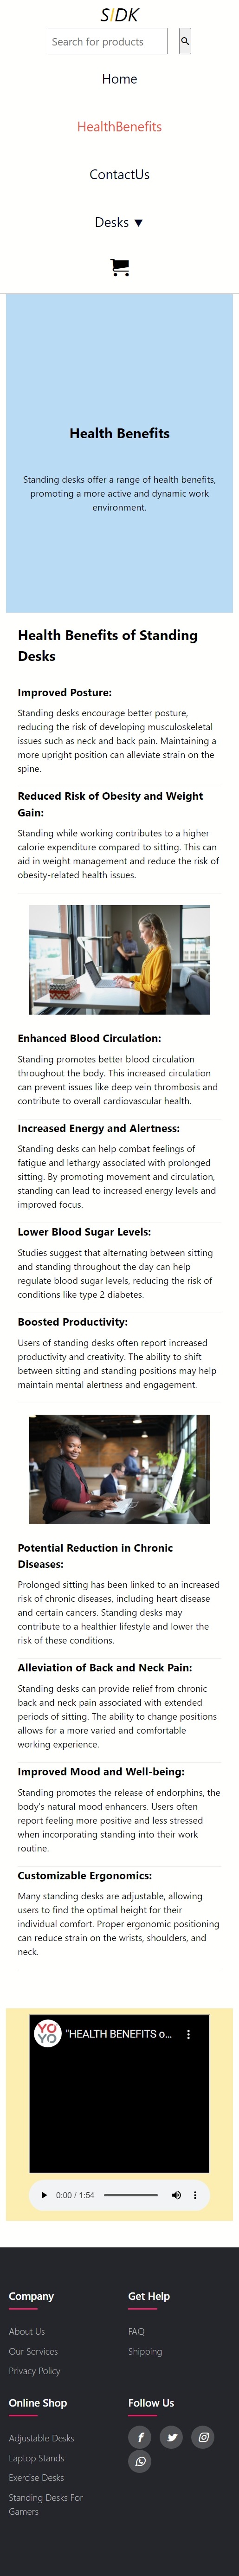 S/DK
Search for products
Home
HealthBenefits
ContactUs
Desks ▼
Health Benefits
Standing desks offer a range of health benefits,
promoting a more active and dynamic work
environment.
Health Benefits of Standing
Desks
Improved Posture:
Standing desks encourage better posture,
reducing the risk of developing musculoskeletal
issues such as neck and back pain. Maintaining a
more upright position can alleviate strain on the
spine.
Reduced Risk of Obesity and Weight
Gain:
Standing while working contributes to a higher
calorie expenditure compared to sitting. This can
aid in weight management and reduce the risk of
obesity-related health issues.
Enhanced Blood Circulation:
Standing promotes better blood circulation
throughout the body. This increased circulation
can prevent issues like deep vein thrombosis and
contribute to overall cardiovascular health.
Increased Energy and Alertness:
Standing desks can help combat feelings of
fatigue and lethargy associated with prolonged
sitting. By promoting movement and circulation,
standing can lead to increased energy levels and
improved focus.
Lower Blood Sugar Levels:
Studies suggest that alternating between sitting
and standing throughout the day can help
regulate blood sugar levels, reducing the risk of
conditions like type 2 diabetes.
Boosted Productivity:
Users of standing desks often report increased
productivity and creativity. The ability to shift
between sitting and standing positions may help
maintain mental alertness and engagement.
Potential Reduction in Chronic
Diseases:
Prolonged sitting has been linked to an increased
risk of chronic diseases, including heart disease
and certain cancers. Standing desks may
contribute to a healthier lifestyle and lower the
risk of these conditions.
Alleviation of Back and Neck Pain:
Standing desks can provide relief from chronic
back and neck pain associated with extended
periods of sitting. The ability to change positions
allows for a more varied and comfortable
working experience.
Improved Mood and Well-being:
Standing promotes the release of endorphins, the
body's natural mood enhancers. Users often
report feeling more positive and less stressed
when incorporating standing into their work
routine.
Customizable Ergonomics:
Many standing desks are adjustable, allowing
users to find the optimal height for their
individual comfort. Proper ergonomic positioning
can reduce strain on the wrists, shoulders, and
neck.
YO
YO
"HEALTH BENEFITS o...
0:00 / 1:54
Company
About Us
Our Services
Privacy Policy
Get Help
FAQ
Shipping
Online Shop
Adjustable Desks
Laptop Stands
Exercise Desks
Standing Desks For
Gamers
Follow Us